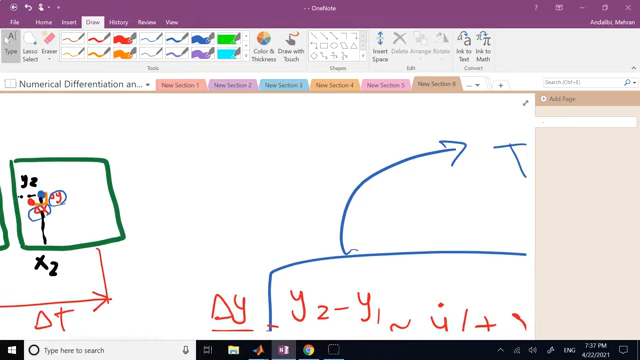 OneNote
Andalibi, Mehran
File Home Insert Draw History Review View
Type
Lasso Select
Eraser
Color & Thickness
Draw with Touch
Insert Space
Delete
Arrange
Rotate
Ink to Text
Ink to Math
Tools
Shapes
Edit
Convert
Numerical Differentiation an...
New Section 1
New Section 2
New Section 3
New Section 4
New Section 5
New Section 6
Add Page
T
y2
Δy
Δx
x2
ΔT
Δy y2 - y1 ~ ẏ(t
Type here to search
ENG
7:37 PM
4/22/2021